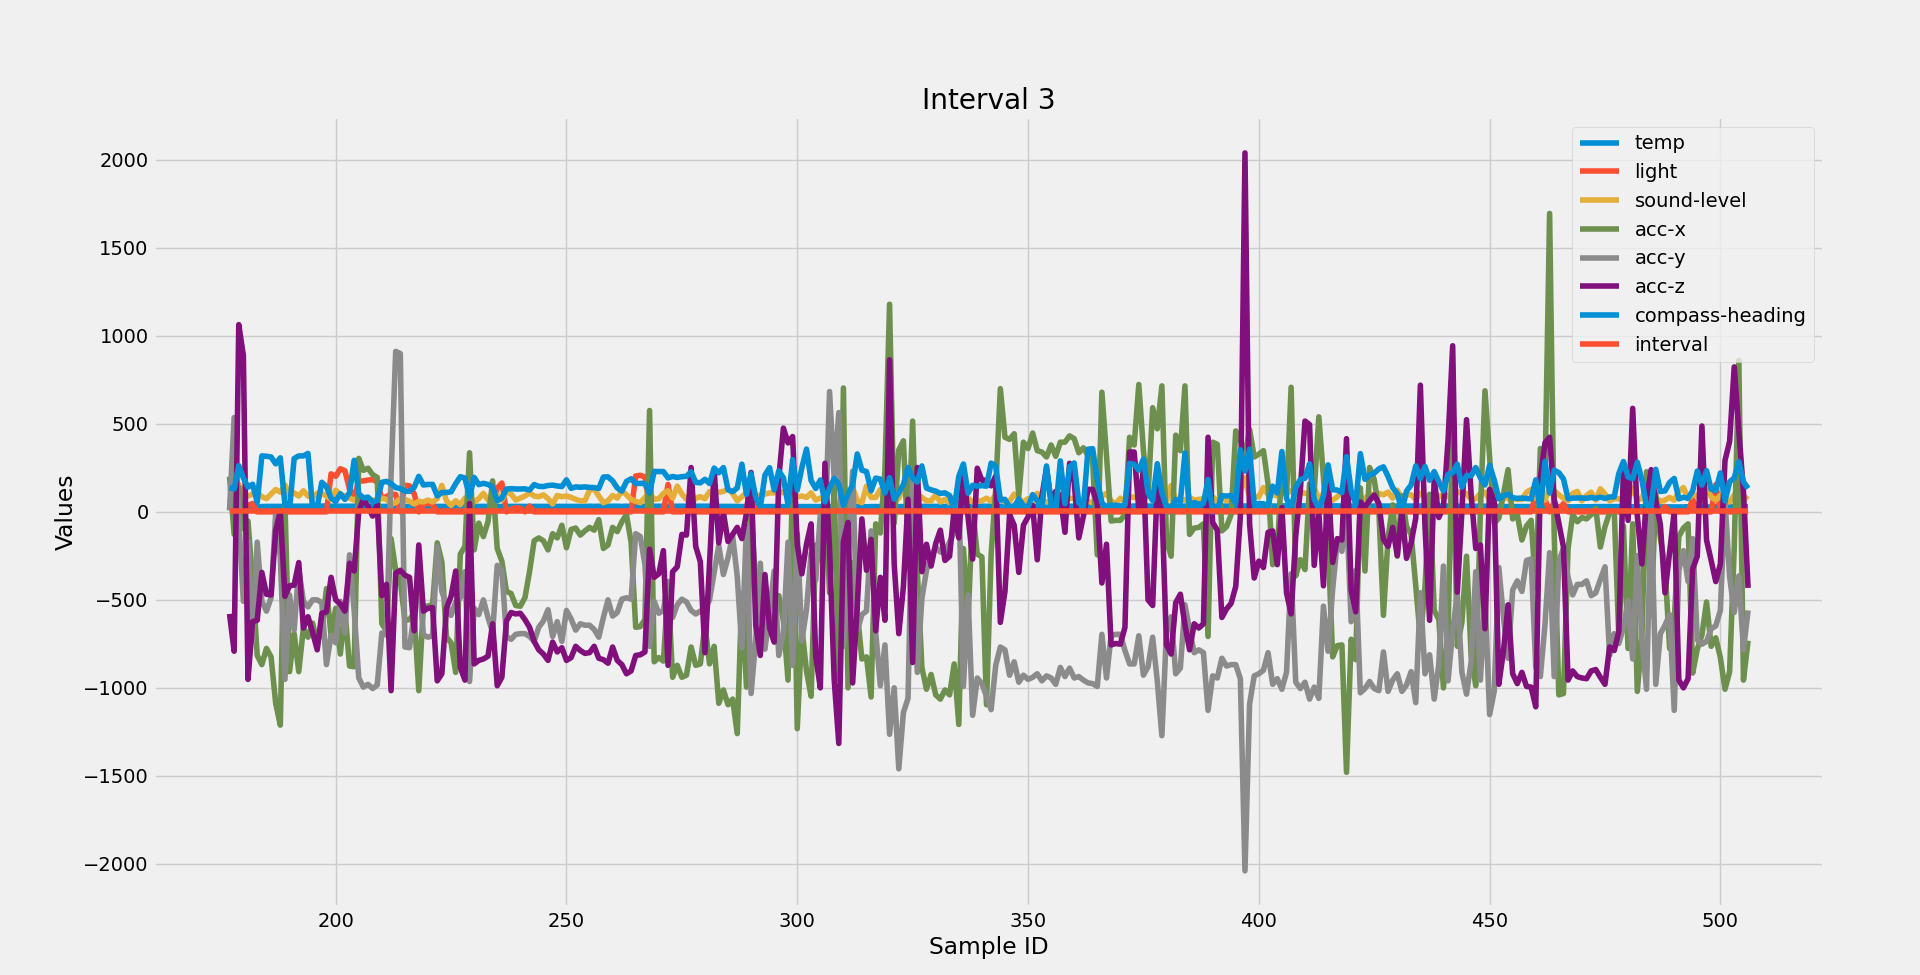 Interval 3
Values
2000
1500
1000
500
0
−500
−1000
−1500
−2000
temp
light
sound-level
acc-x
acc-y
acc-z
compass-heading
interval
200 250 300 350 400 450 500
Sample ID